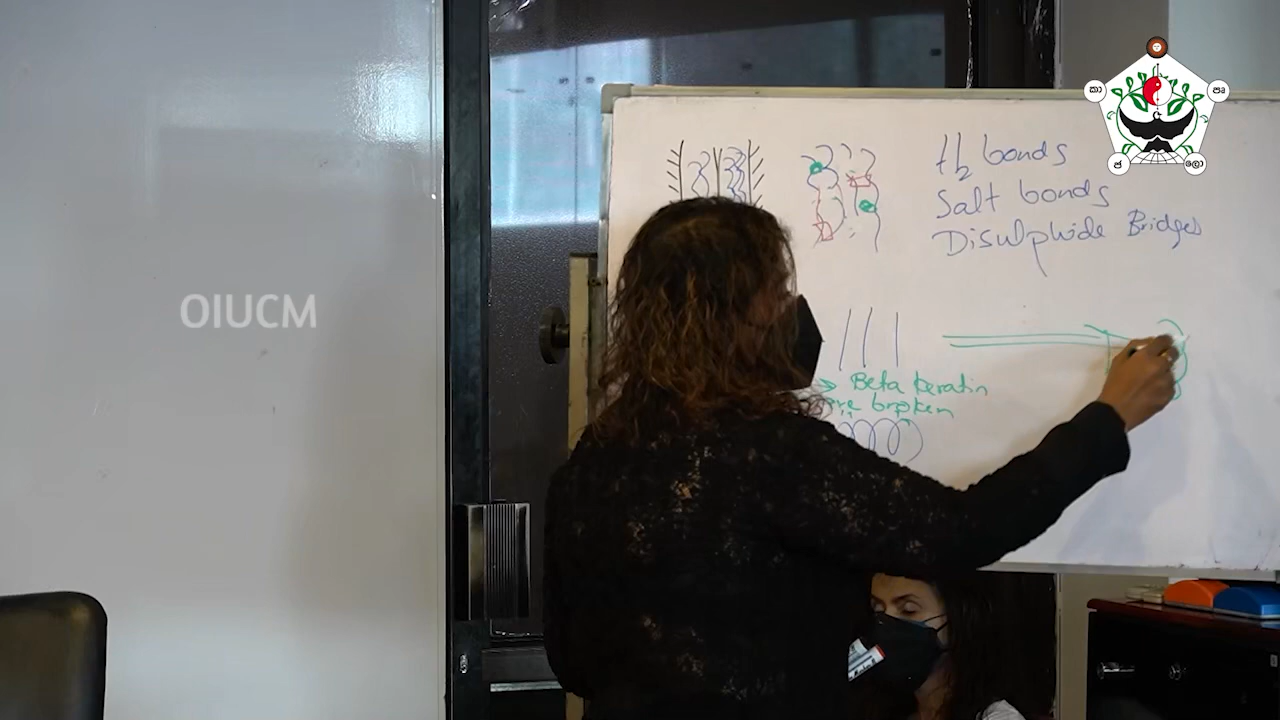 H₂ bonds
Salt bonds
Disulphide Bridges
→ Beta keratin
are broken
OIUCM
කා
පෘ
ජ
ලො